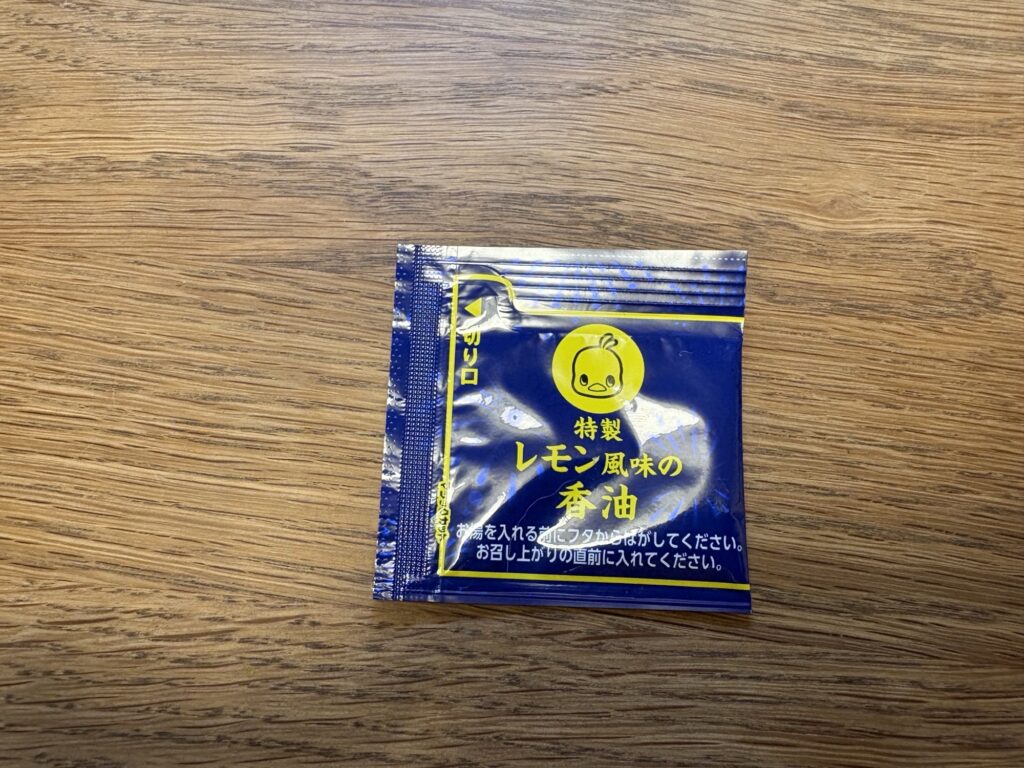 切り口
特製
レモン風味の
香油
お湯を入れる前にフタからはがしてください。
お召し上がりの直前に入れてください。